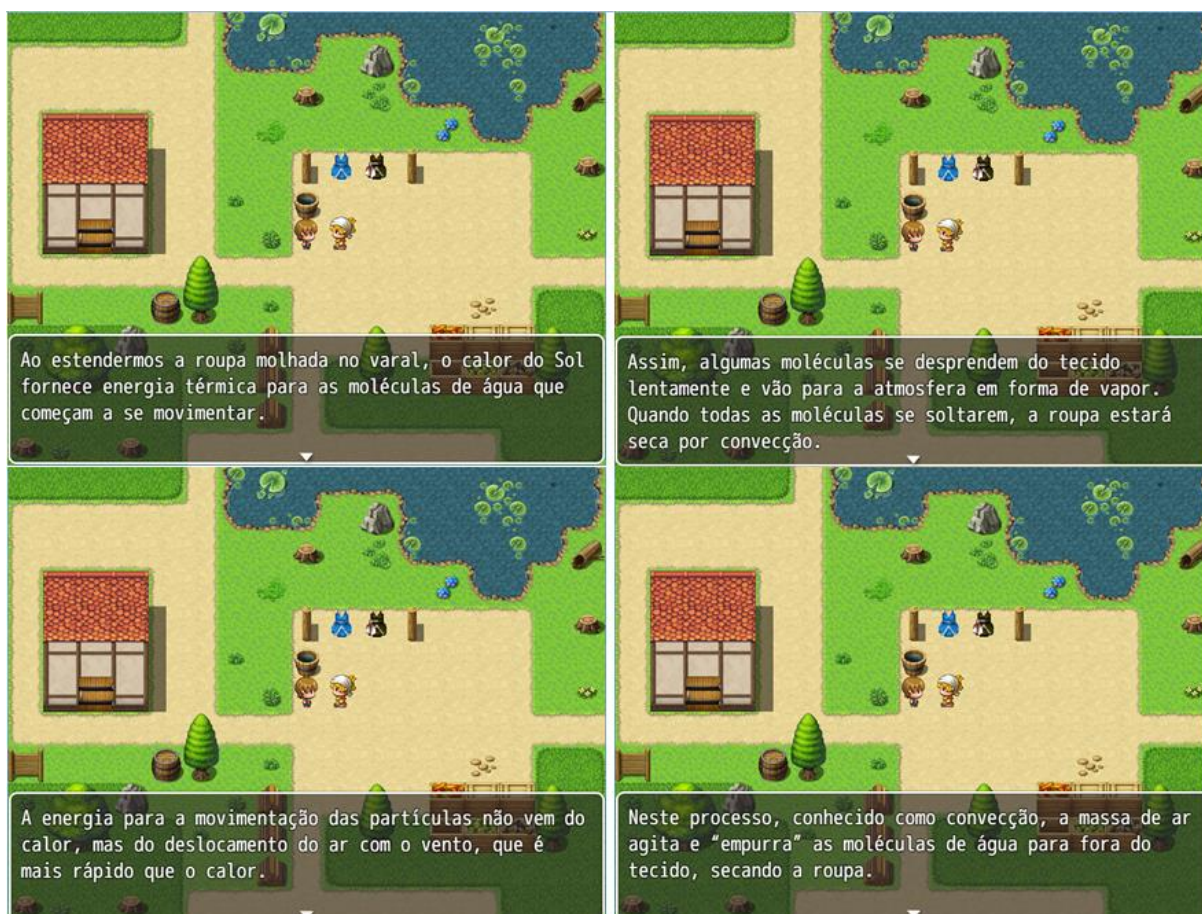 Ao estendermos a roupa molhada no varal, o calor do Sol
fornece energia térmica para as moléculas de água que
começam a se movimentar.
Assim, algumas moléculas se desprendem do tecido
lentamente e vão para a atmosfera em forma de vapor.
Quando todas as moléculas se soltarem, a roupa estará
seca por convecção.
A energia para a movimentação das partículas não vem do
calor, mas do deslocamento do ar com o vento, que é
mais rápido que o calor.
Neste processo, conhecido como convecção, a massa de ar
agita e “empurra” as moléculas de água para fora do
tecido, secando a roupa.